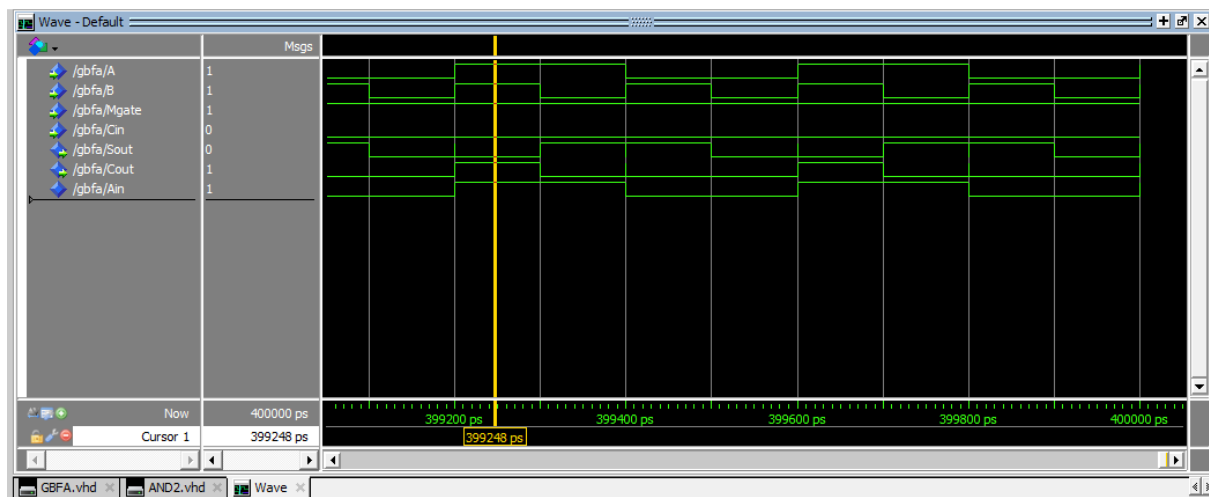 Wave - Default
Msgs
/gbfa/A 1
/gbfa/B 1
/gbfa/Mgate 1
/gbfa/Cin 0
/gbfa/Sout 0
/gbfa/Cout 1
/gbfa/Ain 1
Now 400000 ps 399200 ps 399400 ps 399600 ps 399800 ps 400000 ps
Cursor 1 399248 ps 399248 ps
GBFA.vhd AND2.vhd Wave